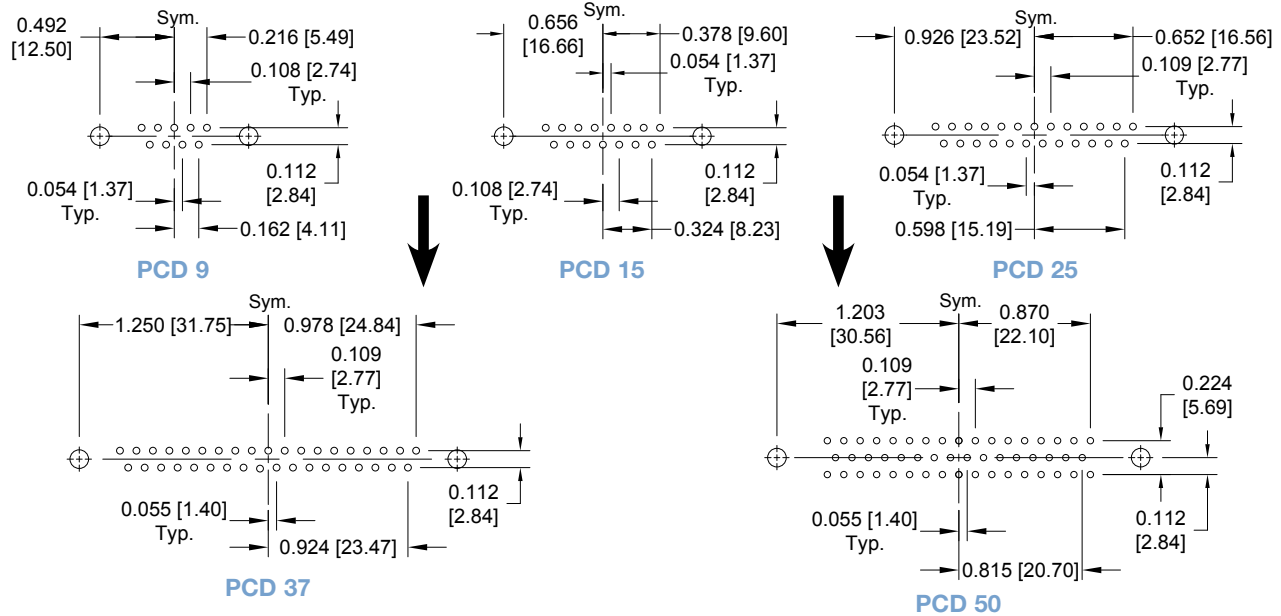 0.492
[12.50]
Sym.
0.216 [5.49]
0.108 [2.74]
Typ.
0.054 [1.37]
Typ.
0.112
[2.84]
0.162 [4.11]
PCD 9
0.656
[16.66]
Sym.
0.378 [9.60]
0.054 [1.37]
Typ.
0.108 [2.74]
Typ.
0.112
[2.84]
0.324 [8.23]
PCD 15
0.926 [23.52]
Sym.
0.652 [16.56]
0.109 [2.77]
Typ.
0.054 [1.37]
Typ.
0.112
[2.84]
0.598 [15.19]
PCD 25
1.250 [31.75]
Sym.
0.978 [24.84]
0.109
[2.77]
Typ.
0.055 [1.40]
Typ.
0.112
[2.84]
0.924 [23.47]
PCD 37
1.203
[30.56]
Sym.
0.870
[22.10]
0.109
[2.77]
Typ.
0.224
[5.69]
0.055 [1.40]
Typ.
0.112
[2.84]
0.815 [20.70]
PCD 50